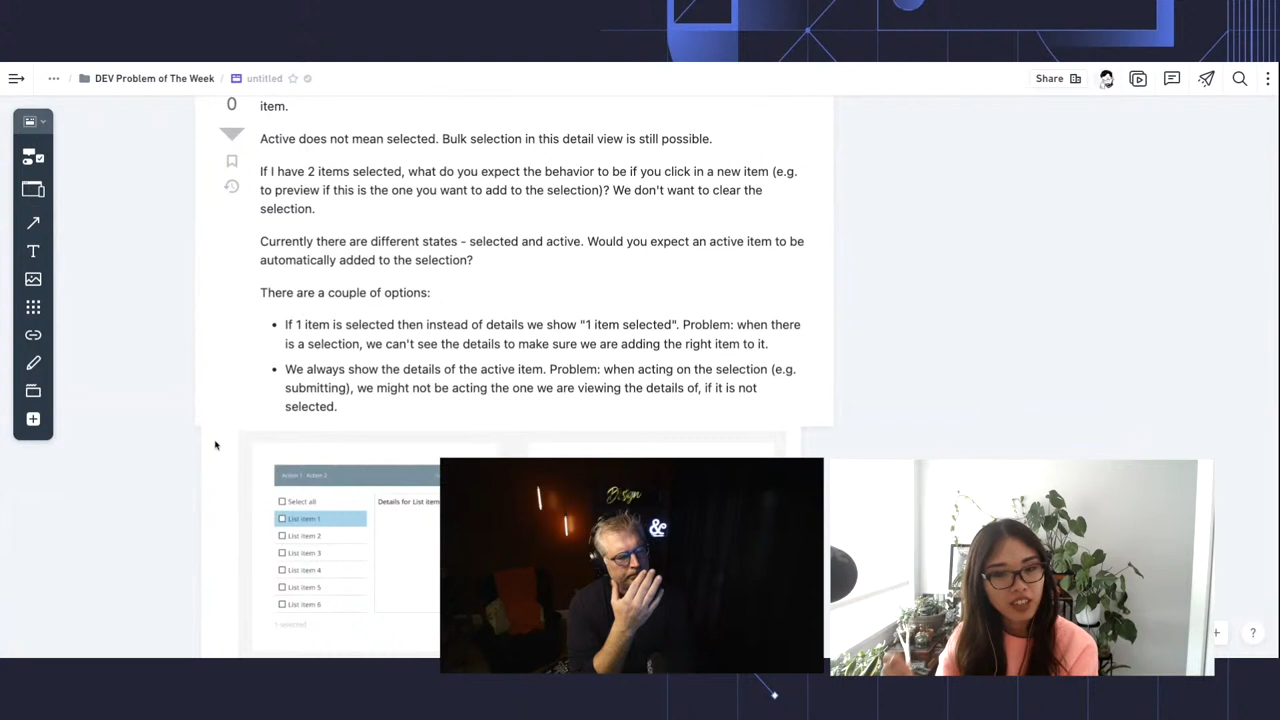 ... / DEV Problem of The Week / untitled
Share
0
item.
Active does not mean selected. Bulk selection in this detail view is still possible.
If I have 2 items selected, what do you expect the behavior to be if you click in a new item (e.g.
to preview if this is the one you want to add to the selection)? We don't want to clear the
selection.
Currently there are different states - selected and active. Would you expect an active item to be
automatically added to the selection?
There are a couple of options:
• If 1 item is selected then instead of details we show "1 item selected". Problem: when there
is a selection, we can't see the details to make sure we are adding the right item to it.
• We always show the details of the active item. Problem: when acting on the selection (e.g.
submitting), we might not be acting the one we are viewing the details of, if it is not
selected.
Action 1 Action 2
Select all
Details for List item
List item 1
List item 2
List item 3
List item 4
List item 5
List item 6
1 selected
Design
&
T
+
?